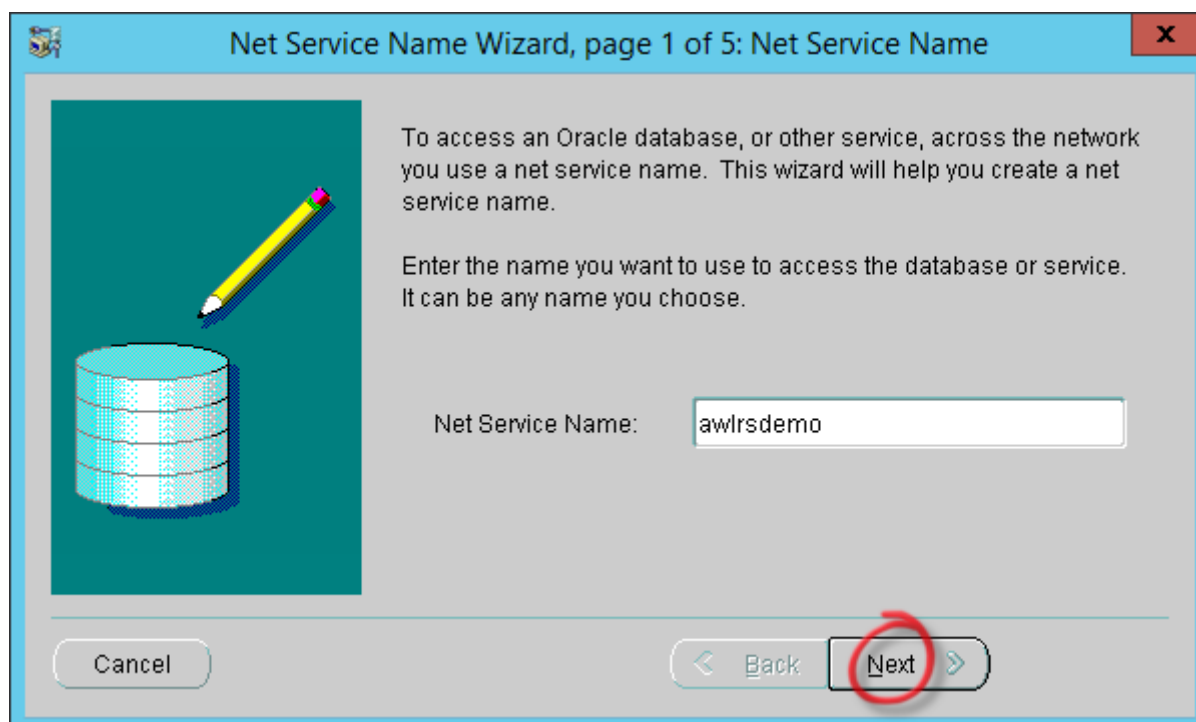 Net Service Name Wizard, page 1 of 5: Net Service Name
x
To access an Oracle database, or other service, across the network
you use a net service name. This wizard will help you create a net
service name.
Enter the name you want to use to access the database or service.
It can be any name you choose.
Net Service Name: awlrsdemo
Cancel Back Next